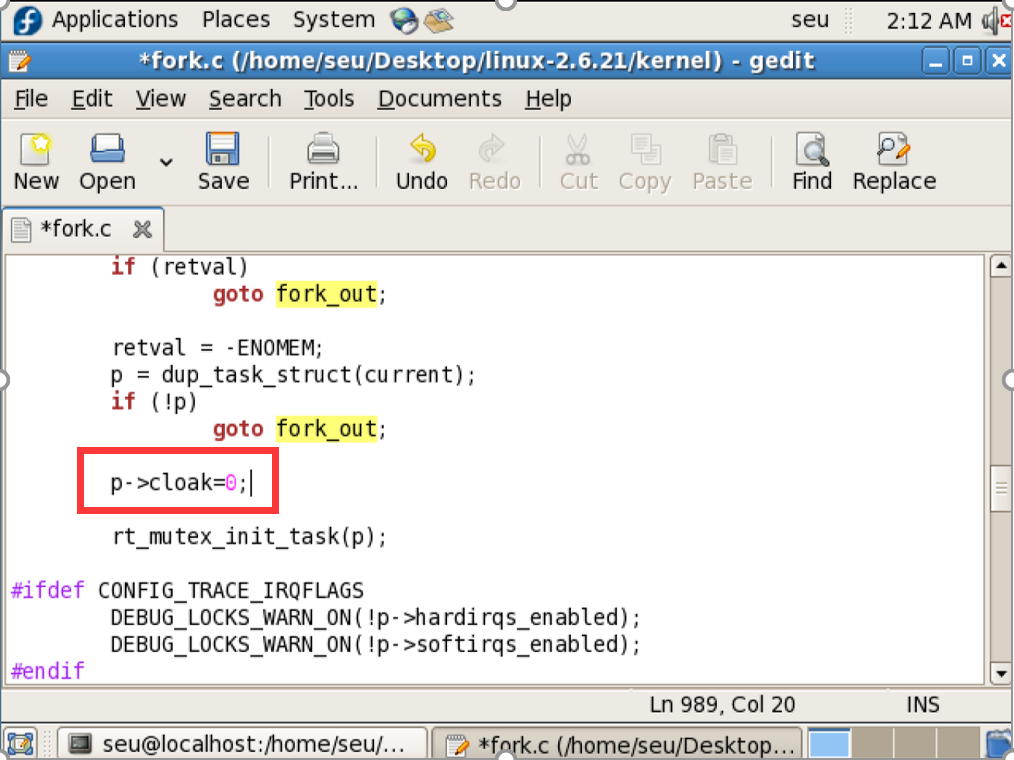 Applications Places System seu 2:12 AM
*fork.c (/home/seu/Desktop/linux-2.6.21/kernel) - gedit
File Edit View Search Tools Documents Help
New Open Save Print... Undo Redo Cut Copy Paste Find Replace
*fork.c
if (retval)
goto fork_out;
retval = -ENOMEM;
p = dup_task_struct(current);
if (!p)
goto fork_out;
p->cloak=0;
rt_mutex_init_task(p);
#ifdef CONFIG_TRACE_IRQFLAGS
DEBUG_LOCKS_WARN_ON(!p->hardirqs_enabled);
DEBUG_LOCKS_WARN_ON(!p->softirqs_enabled);
#endif
Ln 989, Col 20 INS
seu@localhost:/home/seu/... *fork.c (/home/seu/Desktop...